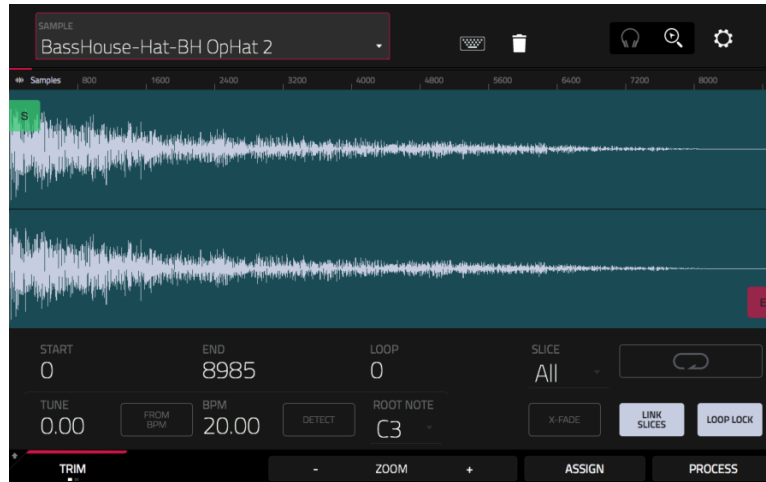 SAMPLE
BassHouse-Hat-BH OpHat 2
Samples 800 1600 2400 3200 4000 4800 5600 6400 7200 8000
S
E
START END LOOP SLICE
0 8985 0 All
TUNE FROM BPM BPM DETECT ROOT NOTE X-FADE LINK SLICES LOOP LOCK
0.00 20.00 C3
TRIM - ZOOM + ASSIGN PROCESS